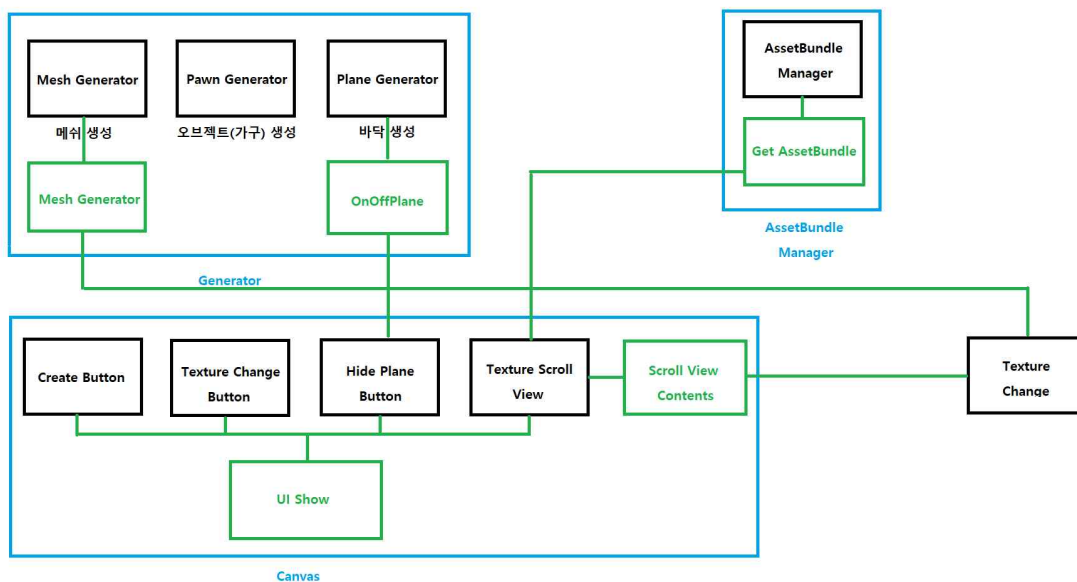 Mesh Generator
Pawn Generator
Plane Generator
메쉬 생성
오브젝트(가구) 생성
바닥 생성
Mesh Generator
OnOffPlane
Generator
AssetBundle
Manager
Get AssetBundle
AssetBundle
Manager
Create Button
Texture Change
Button
Hide Plane
Button
Texture Scroll
View
Scroll View
Contents
Texture
Change
UI Show
Canvas